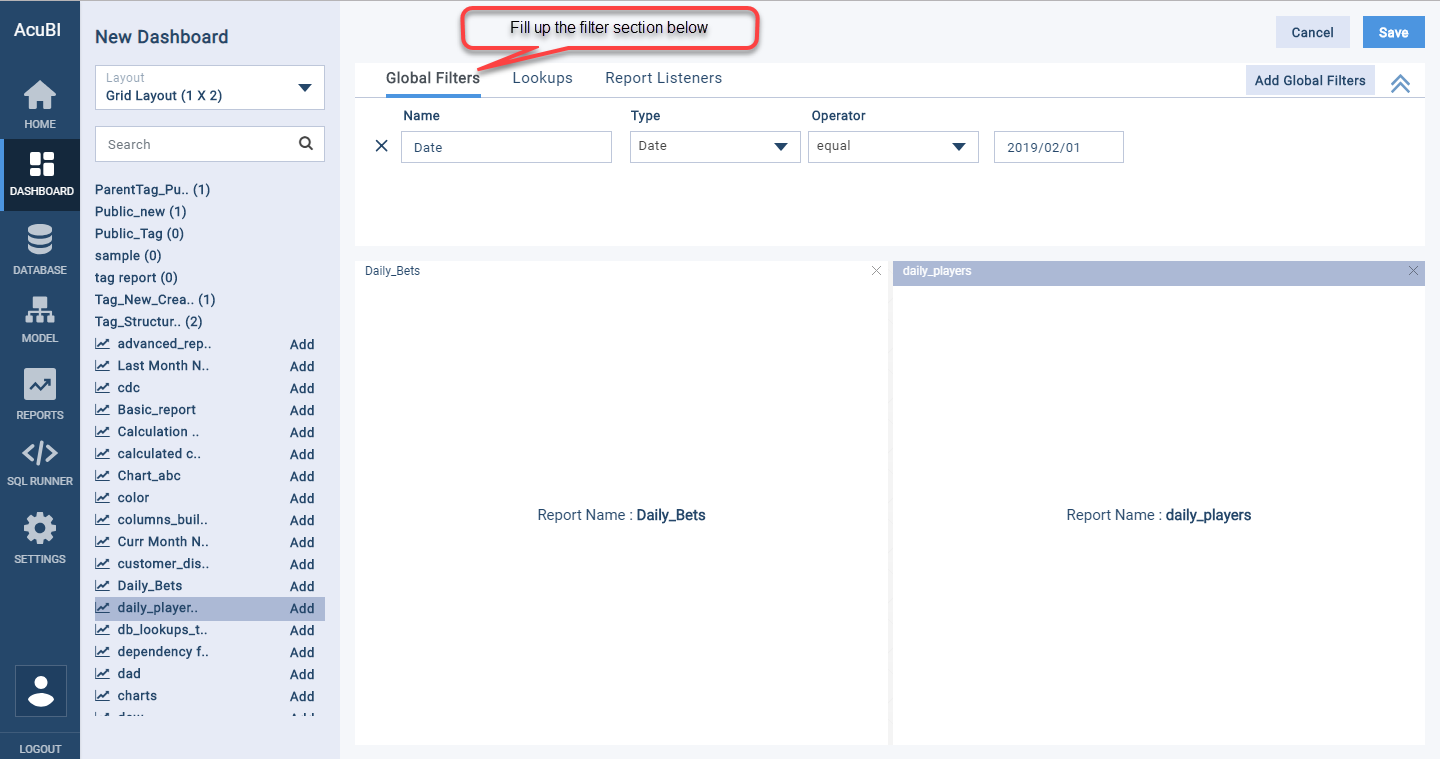 AcuBI
HOME
DASHBOARD
DATABASE
MODEL
REPORTS
SQL RUNNER
SETTINGS
LOGOUT
New Dashboard
Layout
Grid Layout (1 X 2)
Search
ParentTag_Pu.. (1)
Public_new (1)
Public_Tag (0)
sample (0)
tag report (0)
Tag_New_Crea.. (1)
Tag_Structur.. (2)
advanced_rep.. Add
Last Month N.. Add
cdc Add
Basic_report Add
Calculation .. Add
calculated c.. Add
Chart_abc Add
color Add
columns_buil.. Add
Curr Month N.. Add
customer_dis.. Add
Daily_Bets Add
daily_player.. Add
db_lookups_t.. Add
dependency f.. Add
dad Add
charts Add
Fill up the filter section below
Cancel Save
Global Filters Lookups Report Listeners Add Global Filters
Name Type Operator
Date Date equal 2019/02/01
Daily_Bets
Report Name : Daily_Bets
daily_players
Report Name : daily_players